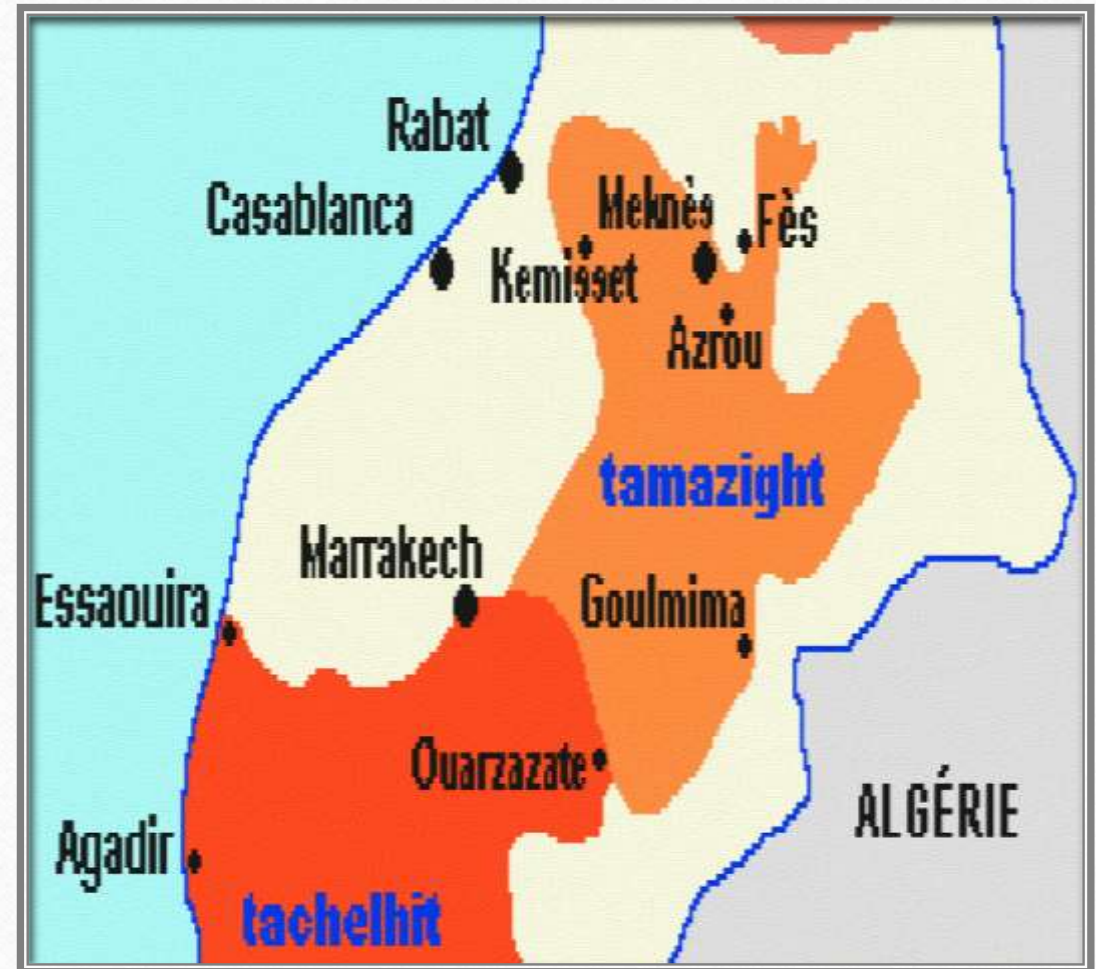 Rabat
Casablanca
Meknès
Fès
Kemisset
Azrou
tamazight
Marrakech
Essaouira
Goulmima
Ouarzazate
ALGÉRIE
Agadir
tachelhit